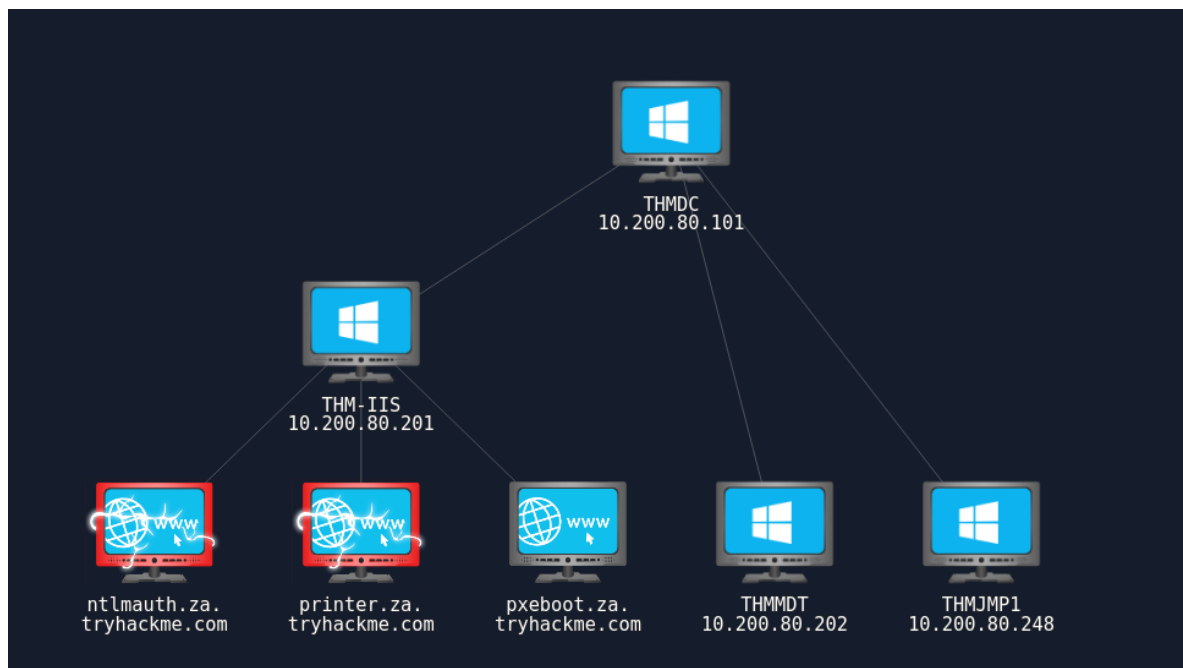 THMDC
10.200.80.101
THM-IIS
10.200.80.201
www
www
www
ntlmauth.za.
tryhackme.com
printer.za.
tryhackme.com
pxeboot.za.
tryhackme.com
THMMDT
10.200.80.202
THMJMP1
10.200.80.248